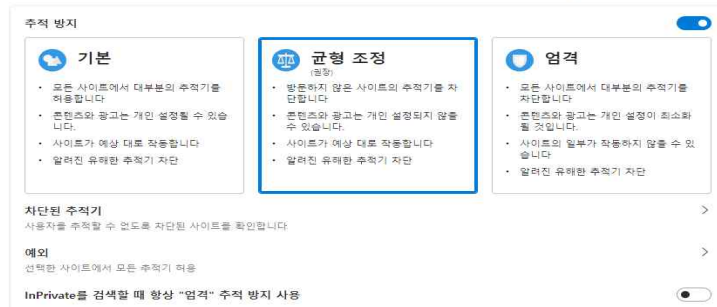 추적 방지
기본
• 모든 사이트에서 대부분의 추적기를
허용합니다
• 콘텐츠와 광고는 개인 설정될 수 있습
니다.
• 사이트가 예상 대로 작동합니다
• 알려진 유해한 추적기 차단
균형 조정
(권장)
• 방문하지 않은 사이트의 추적기를 차
단합니다
• 콘텐츠와 광고는 개인 설정되지 않을
수 있습니다.
• 사이트가 예상 대로 작동합니다
• 알려진 유해한 추적기 차단
엄격
• 모든 사이트에서 대부분의 추적기를
차단합니다
• 콘텐츠와 광고는 개인 설정이 최소화
될 것입니다.
• 사이트의 일부가 작동하지 않을 수 있
습니다
• 알려진 유해한 추적기 차단
차단된 추적기
사용자를 추적할 수 없도록 차단된 사이트를 확인합니다
예외
선택한 사이트에서 모든 추적기 허용
InPrivate를 검색할 때 항상 "엄격" 추적 방지 사용